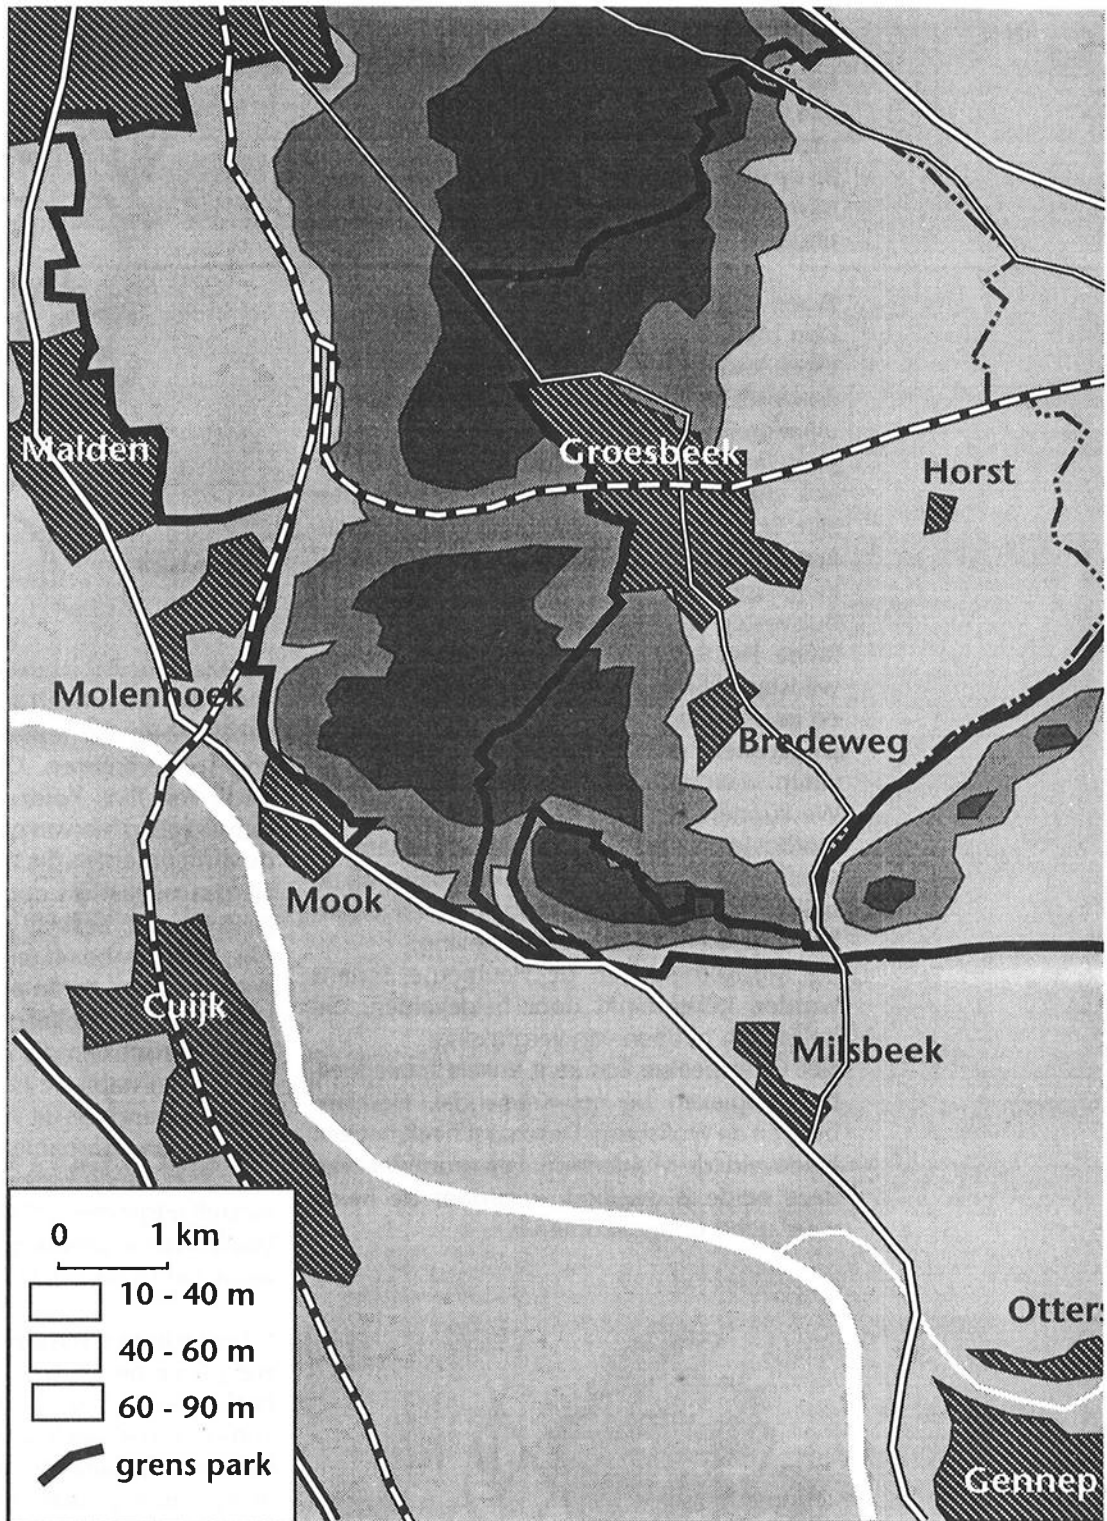 Malden
Groesbeek
Horst
Molenhoek
Bredeweg
Mook
Cuijk
Milsbeek
0 1 km
10 - 40 m
40 - 60 m
60 - 90 m
grens park
Otters
Gennep